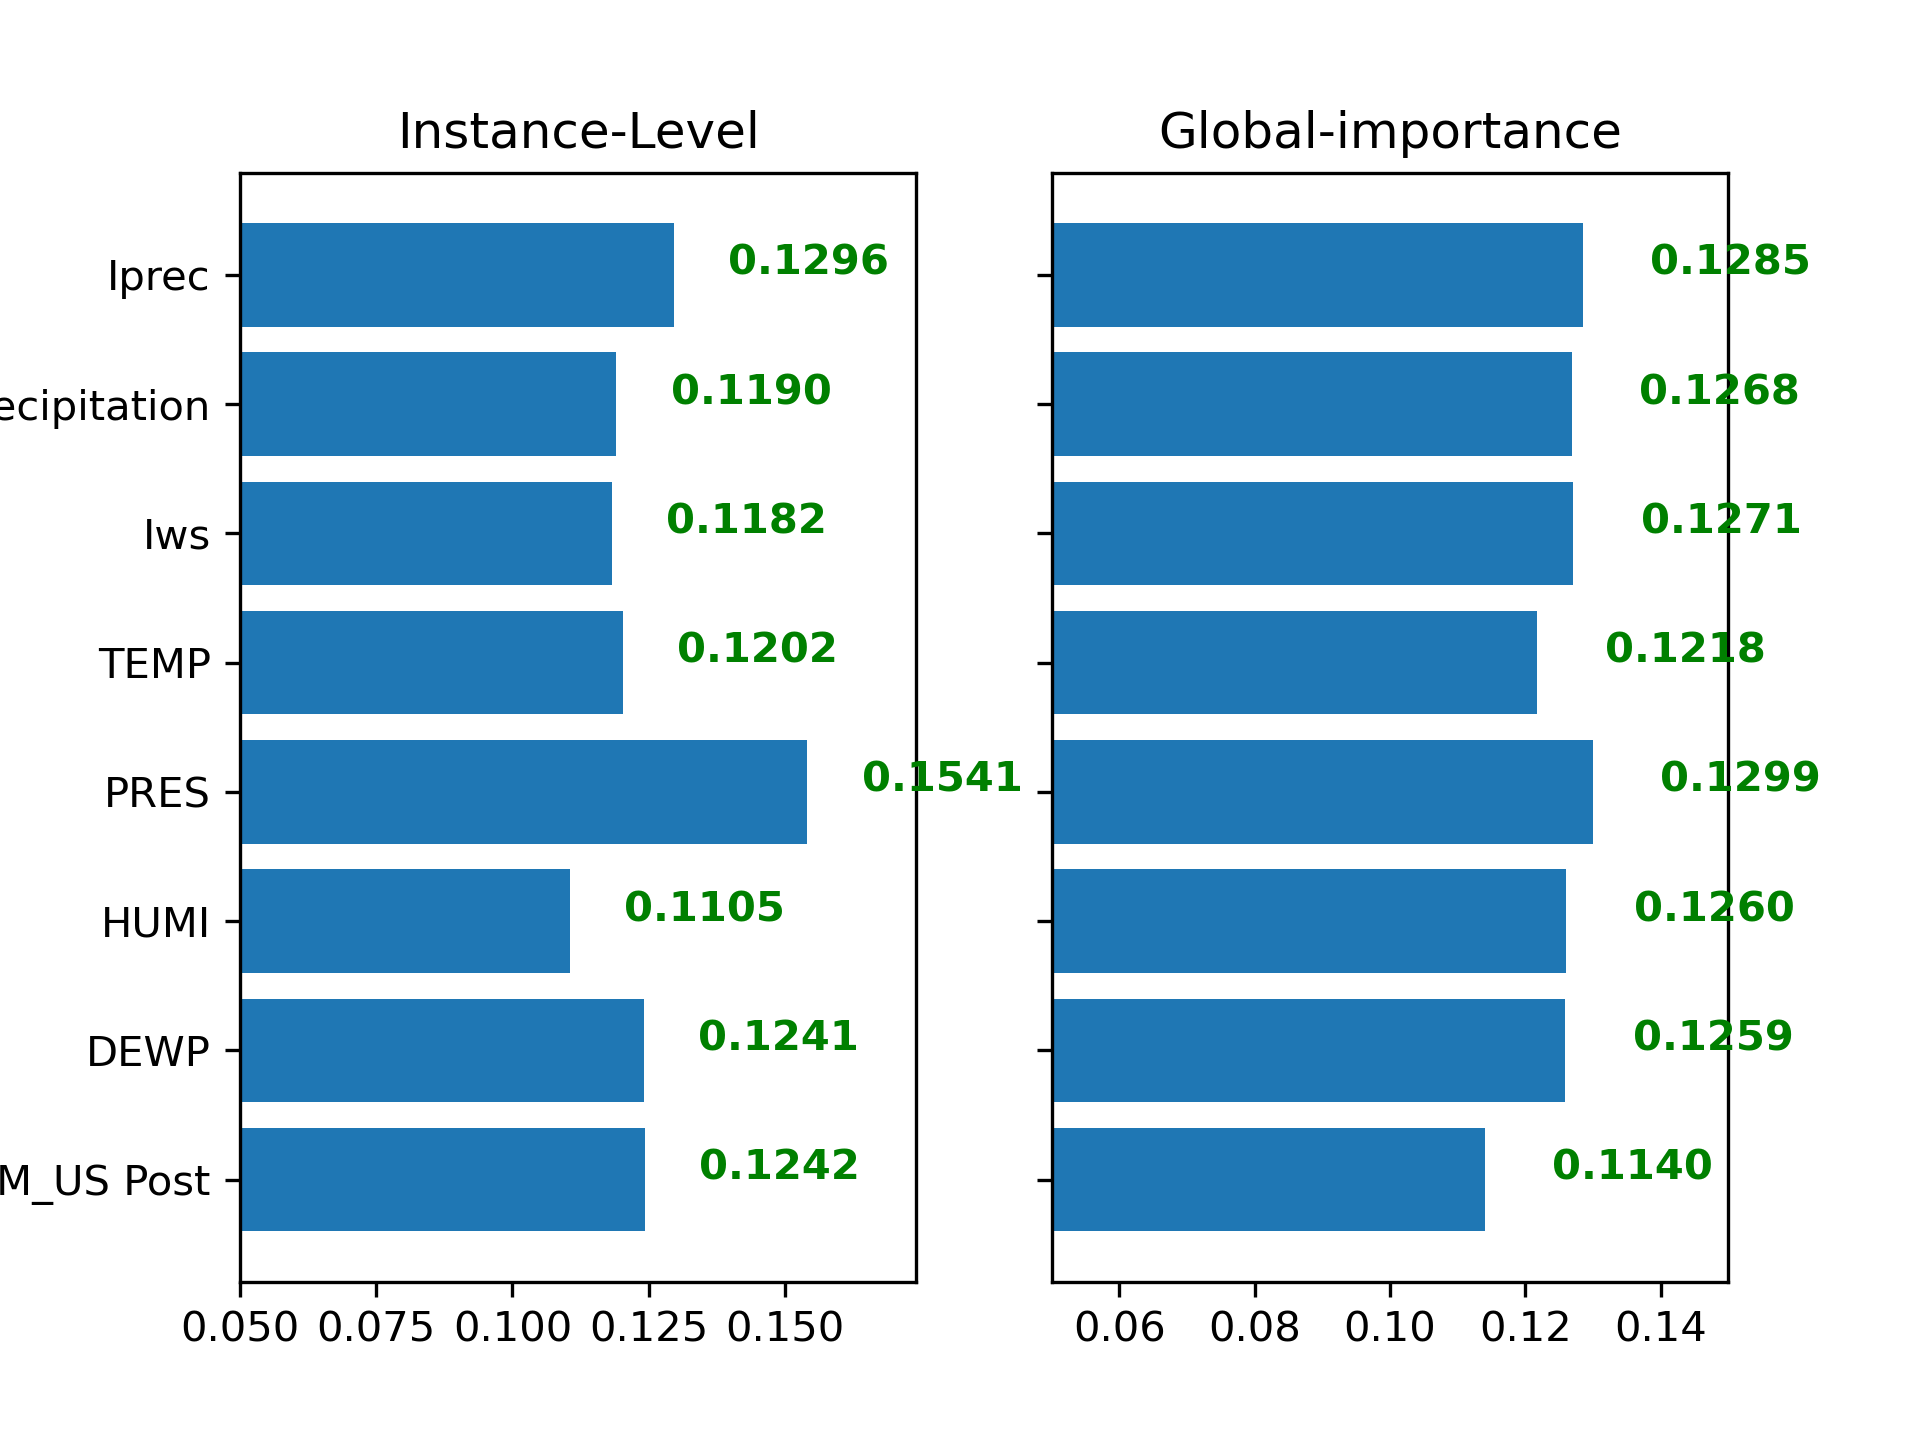 Instance-Level
Iprec
0.1296
ecipitation
0.1190
Iws
0.1182
TEMP
0.1202
PRES
0.1541
HUMI
0.1105
DEWP
0.1241
M_US Post
0.1242
0.050 0.075 0.100 0.125 0.150
Global-importance
0.1285
0.1268
0.1271
0.1218
0.1299
0.1260
0.1259
0.1140
0.06 0.08 0.10 0.12 0.14